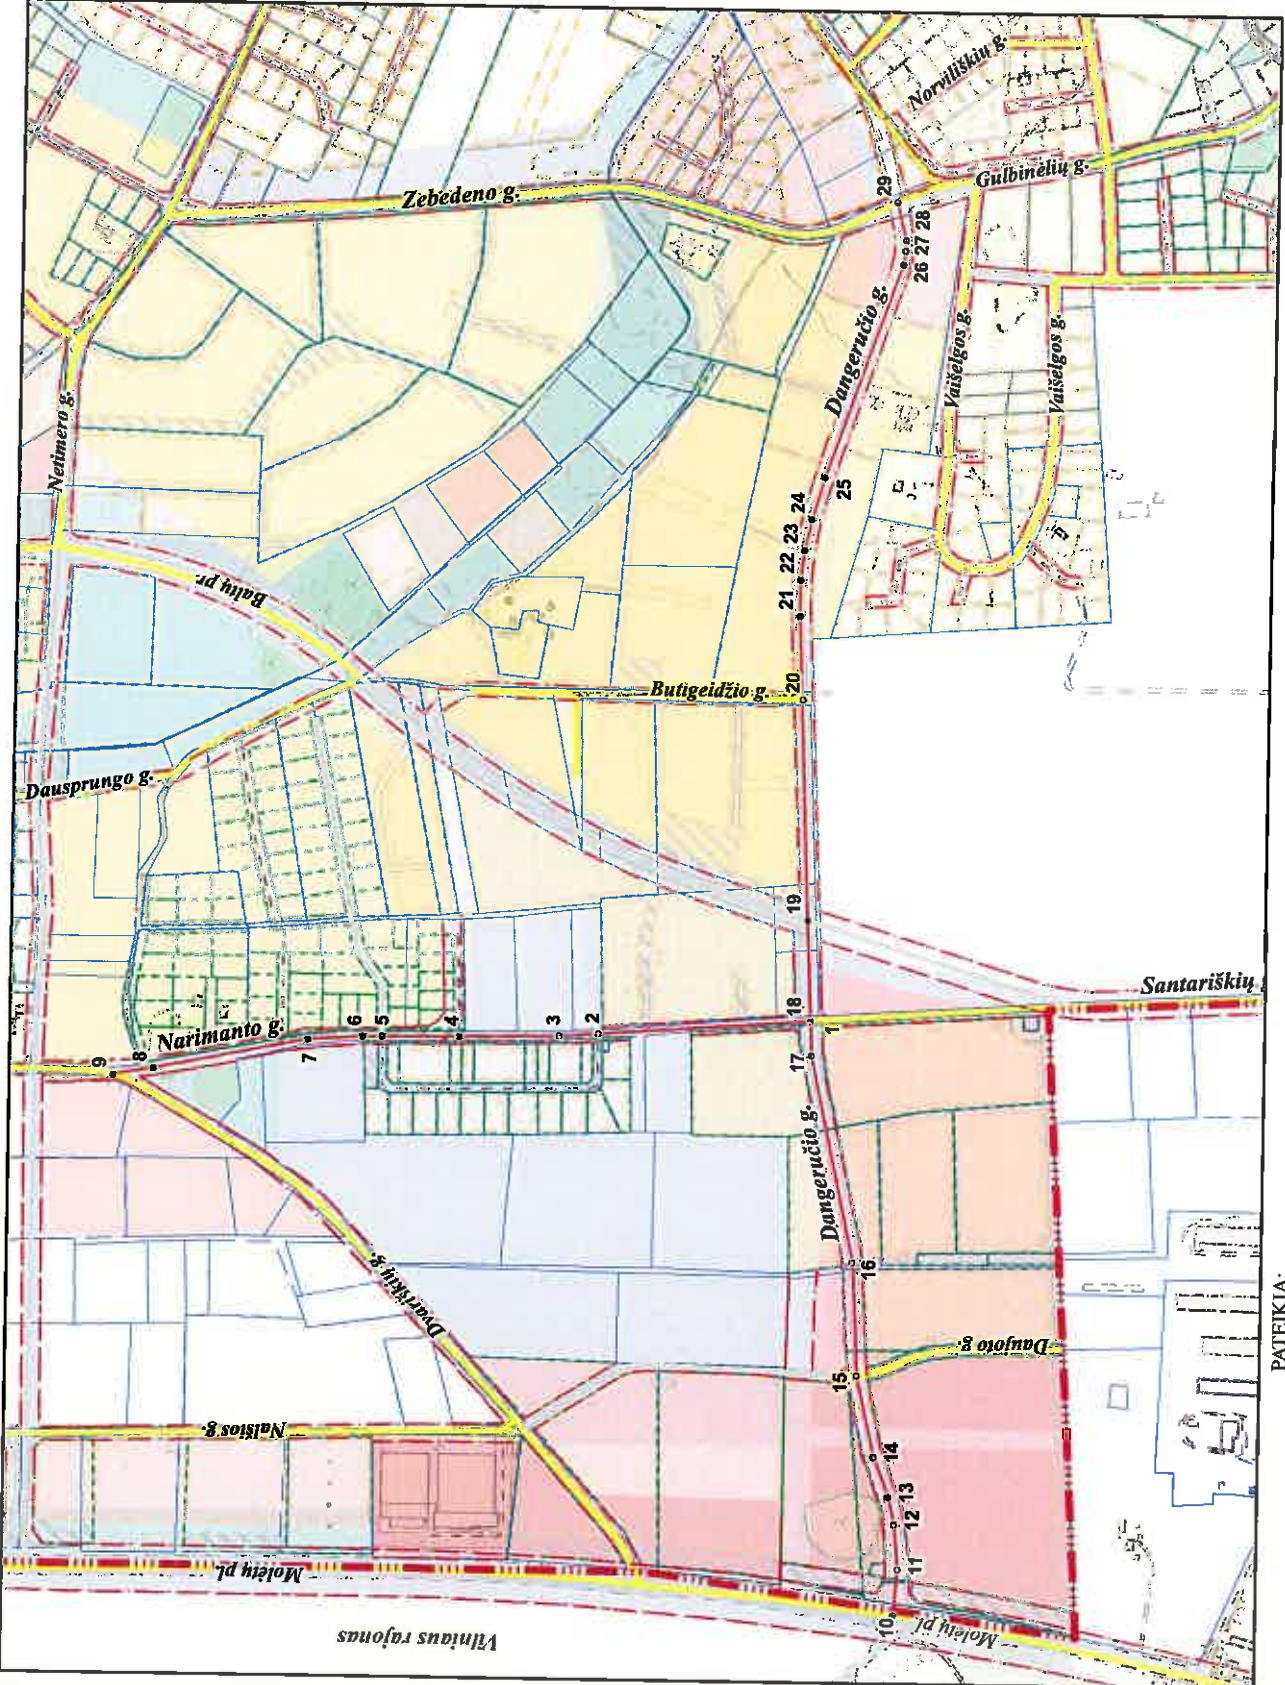 Norviliškių g.
Gulbinėlių g.
Zebedeno g.
29
28
27
26
Dangeručio g.
Vaišelgos g.
Vaišelgos g.
Netimero g.
25
24
23
22
21
Baltų pr.
20
Butigeidžio g.
Dausprungo g.
19
18
Santariškių
1
2
3
4
5
6
7
Narimanto g.
8
9
17
Dangeručio g.
16
Dvariškių g.
Daujoto g.
15
Nalšios g.
14
13
12
11
10
Molėtų pl.
Molėtų pl.
Vilniaus rajonas
PATEIKIA: